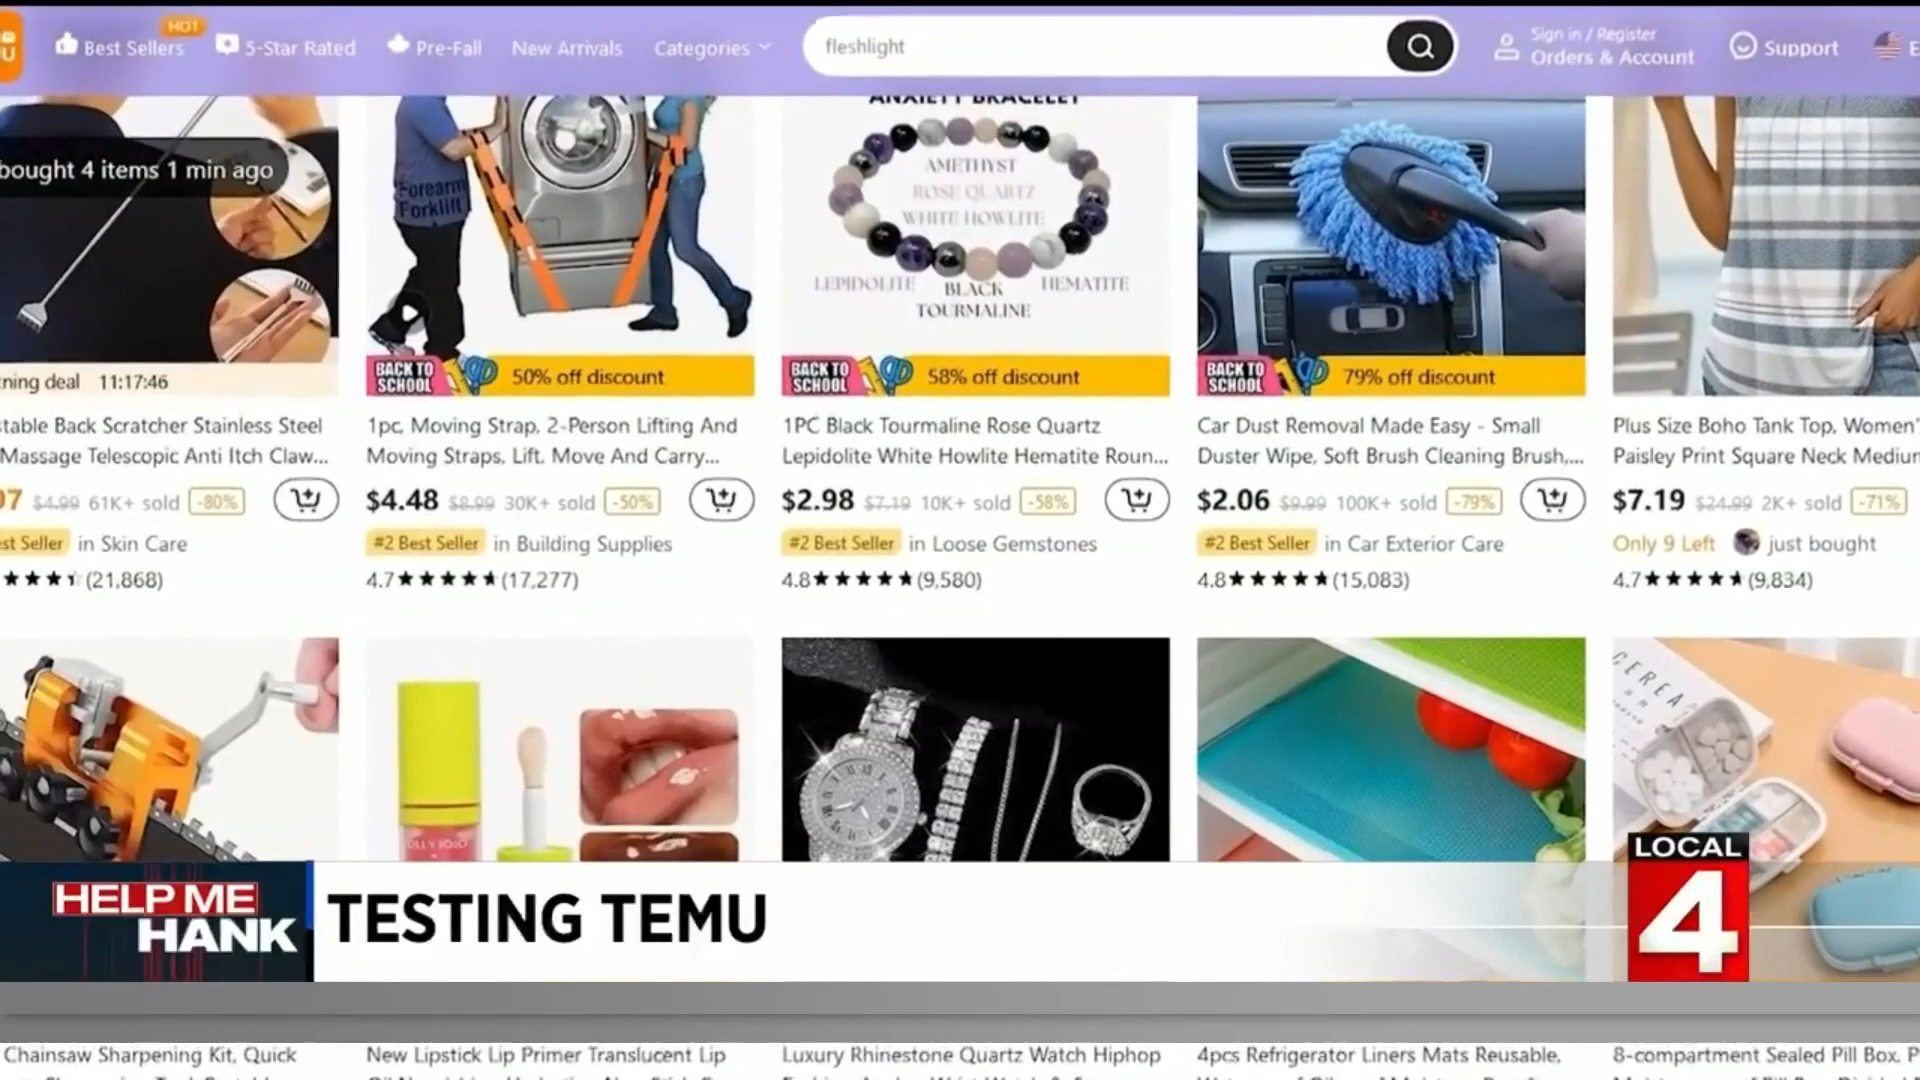 HOT
Best Sellers
5-Star Rated
Pre-Fall
New Arrivals
Categories
fleshlight
Sign in / Register
Orders & Account
Support
E
U
bought 4 items 1 min ago
Forearm
Forklift
ANXIETY BRACELET
AMETHYST
ROSE QUARTZ
WHITE HOWLITE
LEPIDOLITE
BLACK
TOURMALINE
HEMATITE
ning deal 11:17:46
BACK TO
SCHOOL
50% off discount
BACK TO
SCHOOL
58% off discount
BACK TO
SCHOOL
79% off discount
stable Back Scratcher Stainless Steel
Massage Telescopic Anti Itch Claw...
97 $4.99 61K+ sold -80%
st Seller in Skin Care
(21,868)
1pc, Moving Strap, 2-Person Lifting And
Moving Straps, Lift, Move And Carry...
$4.48 $8.99 30K+ sold -50%
#2 Best Seller in Building Supplies
4.7★★★★★(17,277)
1PC Black Tourmaline Rose Quartz
Lepidolite White Howlite Hematite Roun...
$2.98 $7.19 10K+ sold -58%
#2 Best Seller in Loose Gemstones
4.8★★★★★(9,580)
Car Dust Removal Made Easy - Small
Duster Wipe, Soft Brush Cleaning Brush,...
$2.06 $9.99 100K+ sold -79%
#2 Best Seller in Car Exterior Care
4.8★★★★★(15,083)
Plus Size Boho Tank Top, Women'
Paisley Print Square Neck Medium
$7.19 $24.99 2K+ sold -71%
Only 9 Left just bought
4.7★★★★★(9,834)
CEREA
HELP ME
HANK
TESTING TEMU
LOCAL
4
Chainsaw Sharpening Kit, Quick
New Lipstick Lip Primer Translucent Lip
Luxury Rhinestone Quartz Watch Hiphop
4pcs Refrigerator Liners Mats Reusable,
8-compartment Sealed Pill Box, P